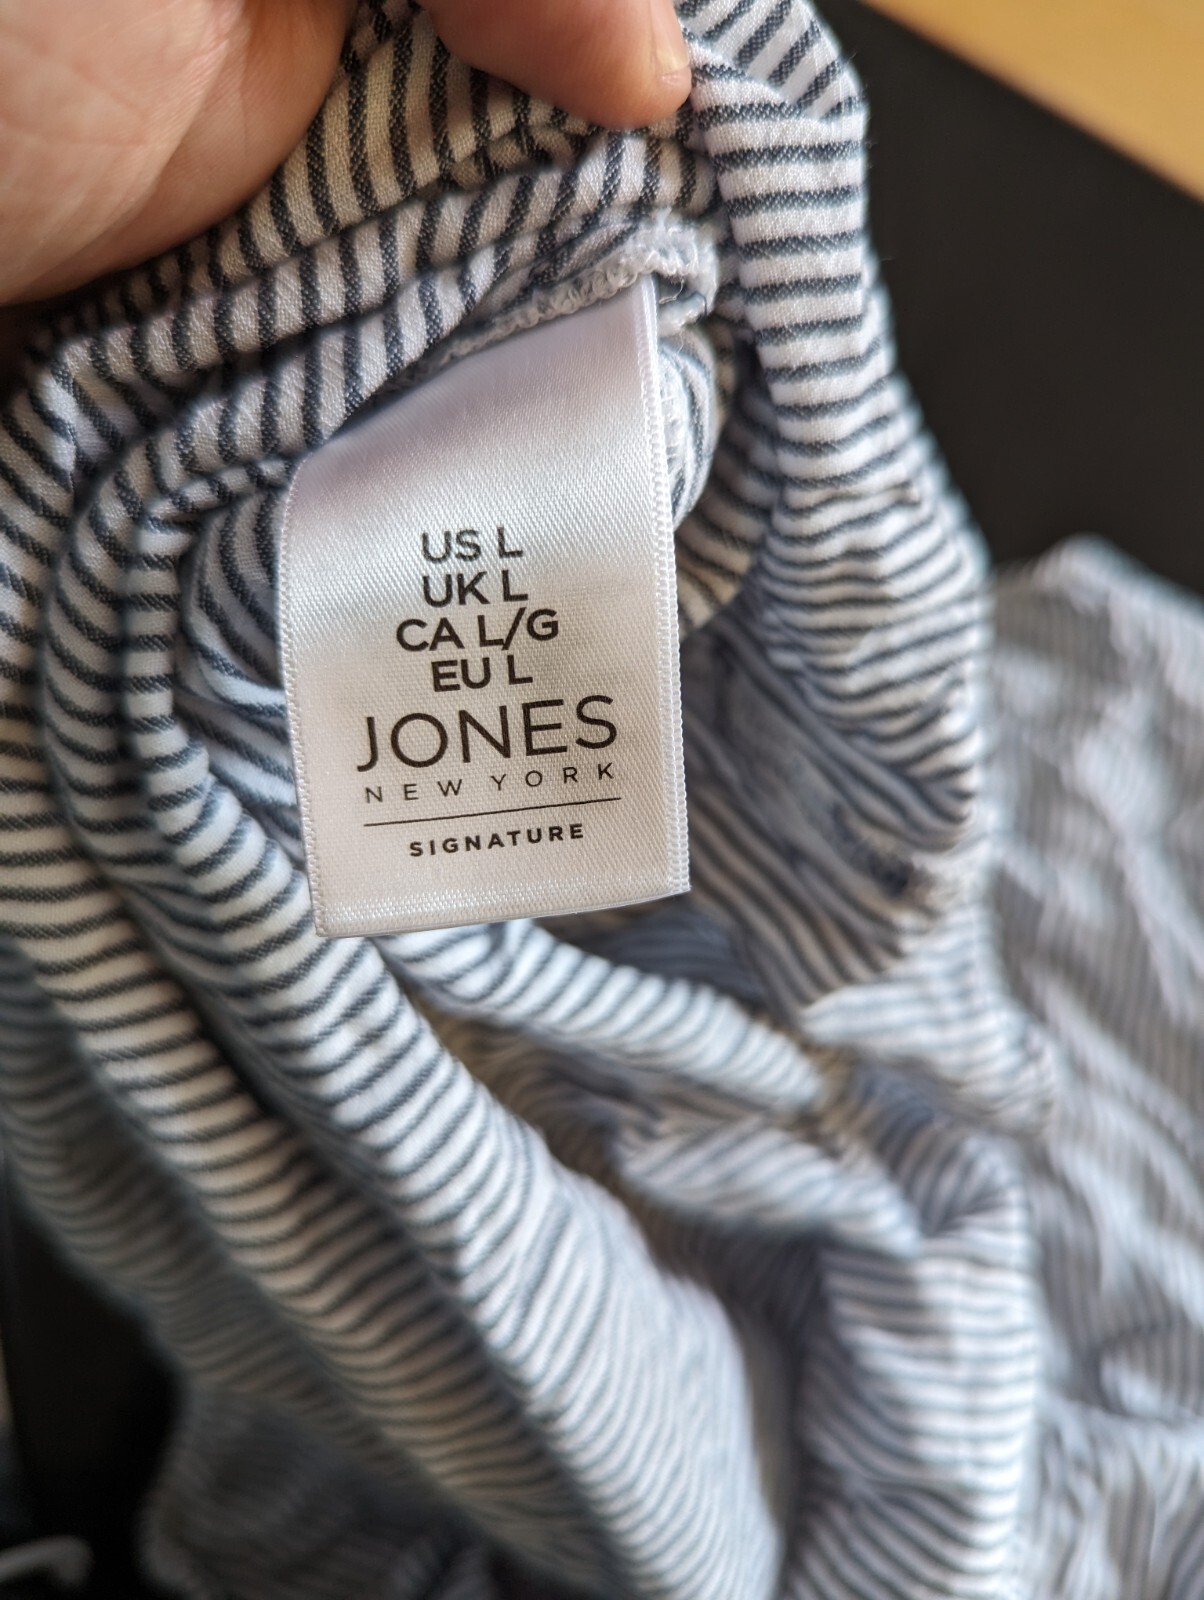 US L
UK L
CA L/G
EU L
JONES
NEW YORK
SIGNATURE